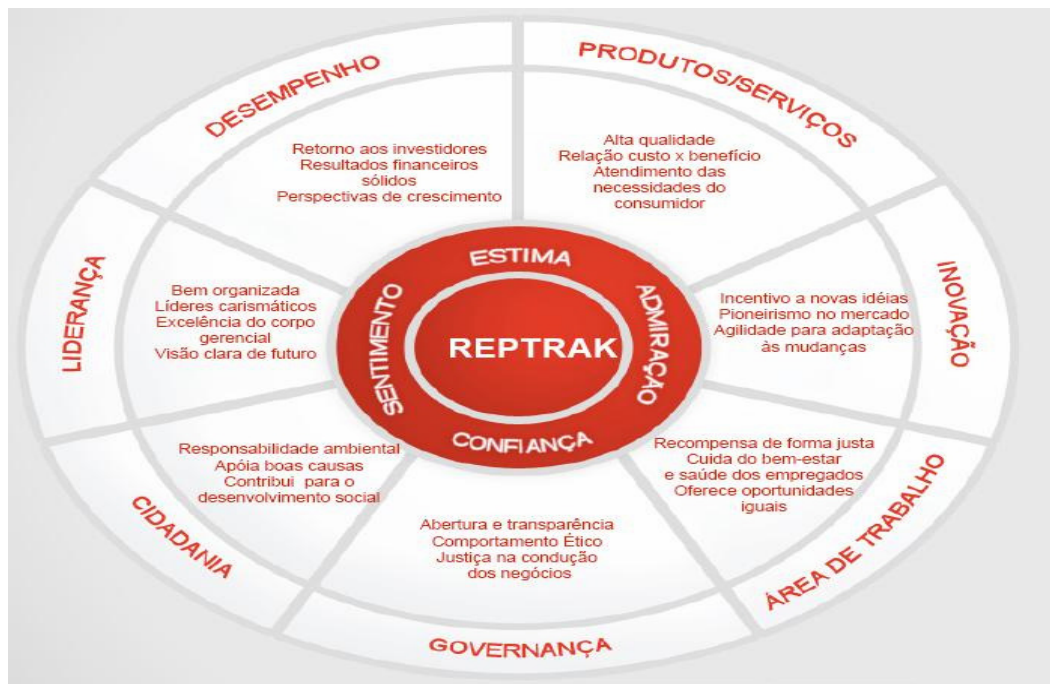 DESEMPENHO
Retorno aos investidores
Resultados financeiros
sólidos
Perspectivas de crescimento
PRODUTOS/SERVIÇOS
Alta qualidade
Relação custo x benefício
Atendimento das
necessidades do
consumidor
INOVAÇÃO
Incentivo a novas idéias
Pioneirismo no mercado
Agilidade para adaptação
às mudanças
ÁREA DE TRABALHO
Recompensa de forma justa
Cuida do bem-estar
e saúde dos empregados
Oferece oportunidades
iguais
GOVERNANÇA
Abertura e transparência
Comportamento Ético
Justiça na condução
dos negócios
CIDADANIA
Responsabilidade ambiental
Apóia boas causas
Contribui para o
desenvolvimento social
LIDERANÇA
Bem organizada
Líderes carismáticos
Excelência do corpo
gerencial
Visão clara de futuro
ESTIMA
ADMIRAÇÃO
CONFIANÇA
SENTIMENTO
REPTRAK